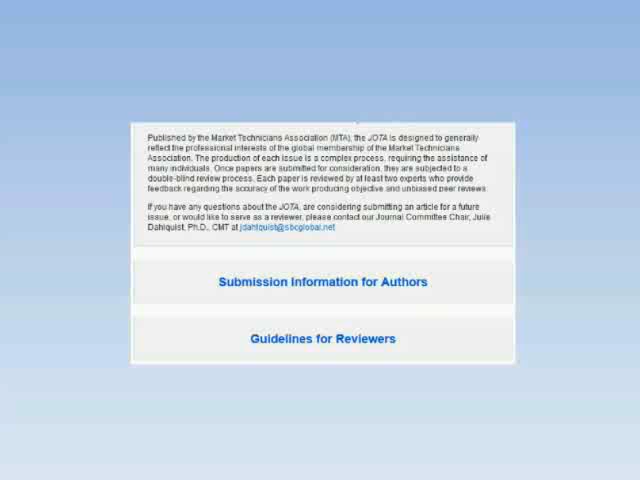 Published by the Market Technicians Association (MTA), the JOTA is designed to generally
reflect the professional interests of the global membership of the Market Technicians
Association. The production of each issue is a complex process, requiring the assistance of
many individuals. Once papers are submitted for consideration, they are subjected to a
double-blind review process. Each paper is reviewed by at least two experts who provide
feedback regarding the accuracy of the work producing objective and unbiased peer reviews.
If you have any questions about the JOTA, are considering submitting an article for a future
issue, or would like to serve as a reviewer, please contact our Journal Committee Chair, Julie
Dahlquist, Ph.D., CMT at jdahlquist@sbcglobal.net
Submission Information for Authors
Guidelines for Reviewers